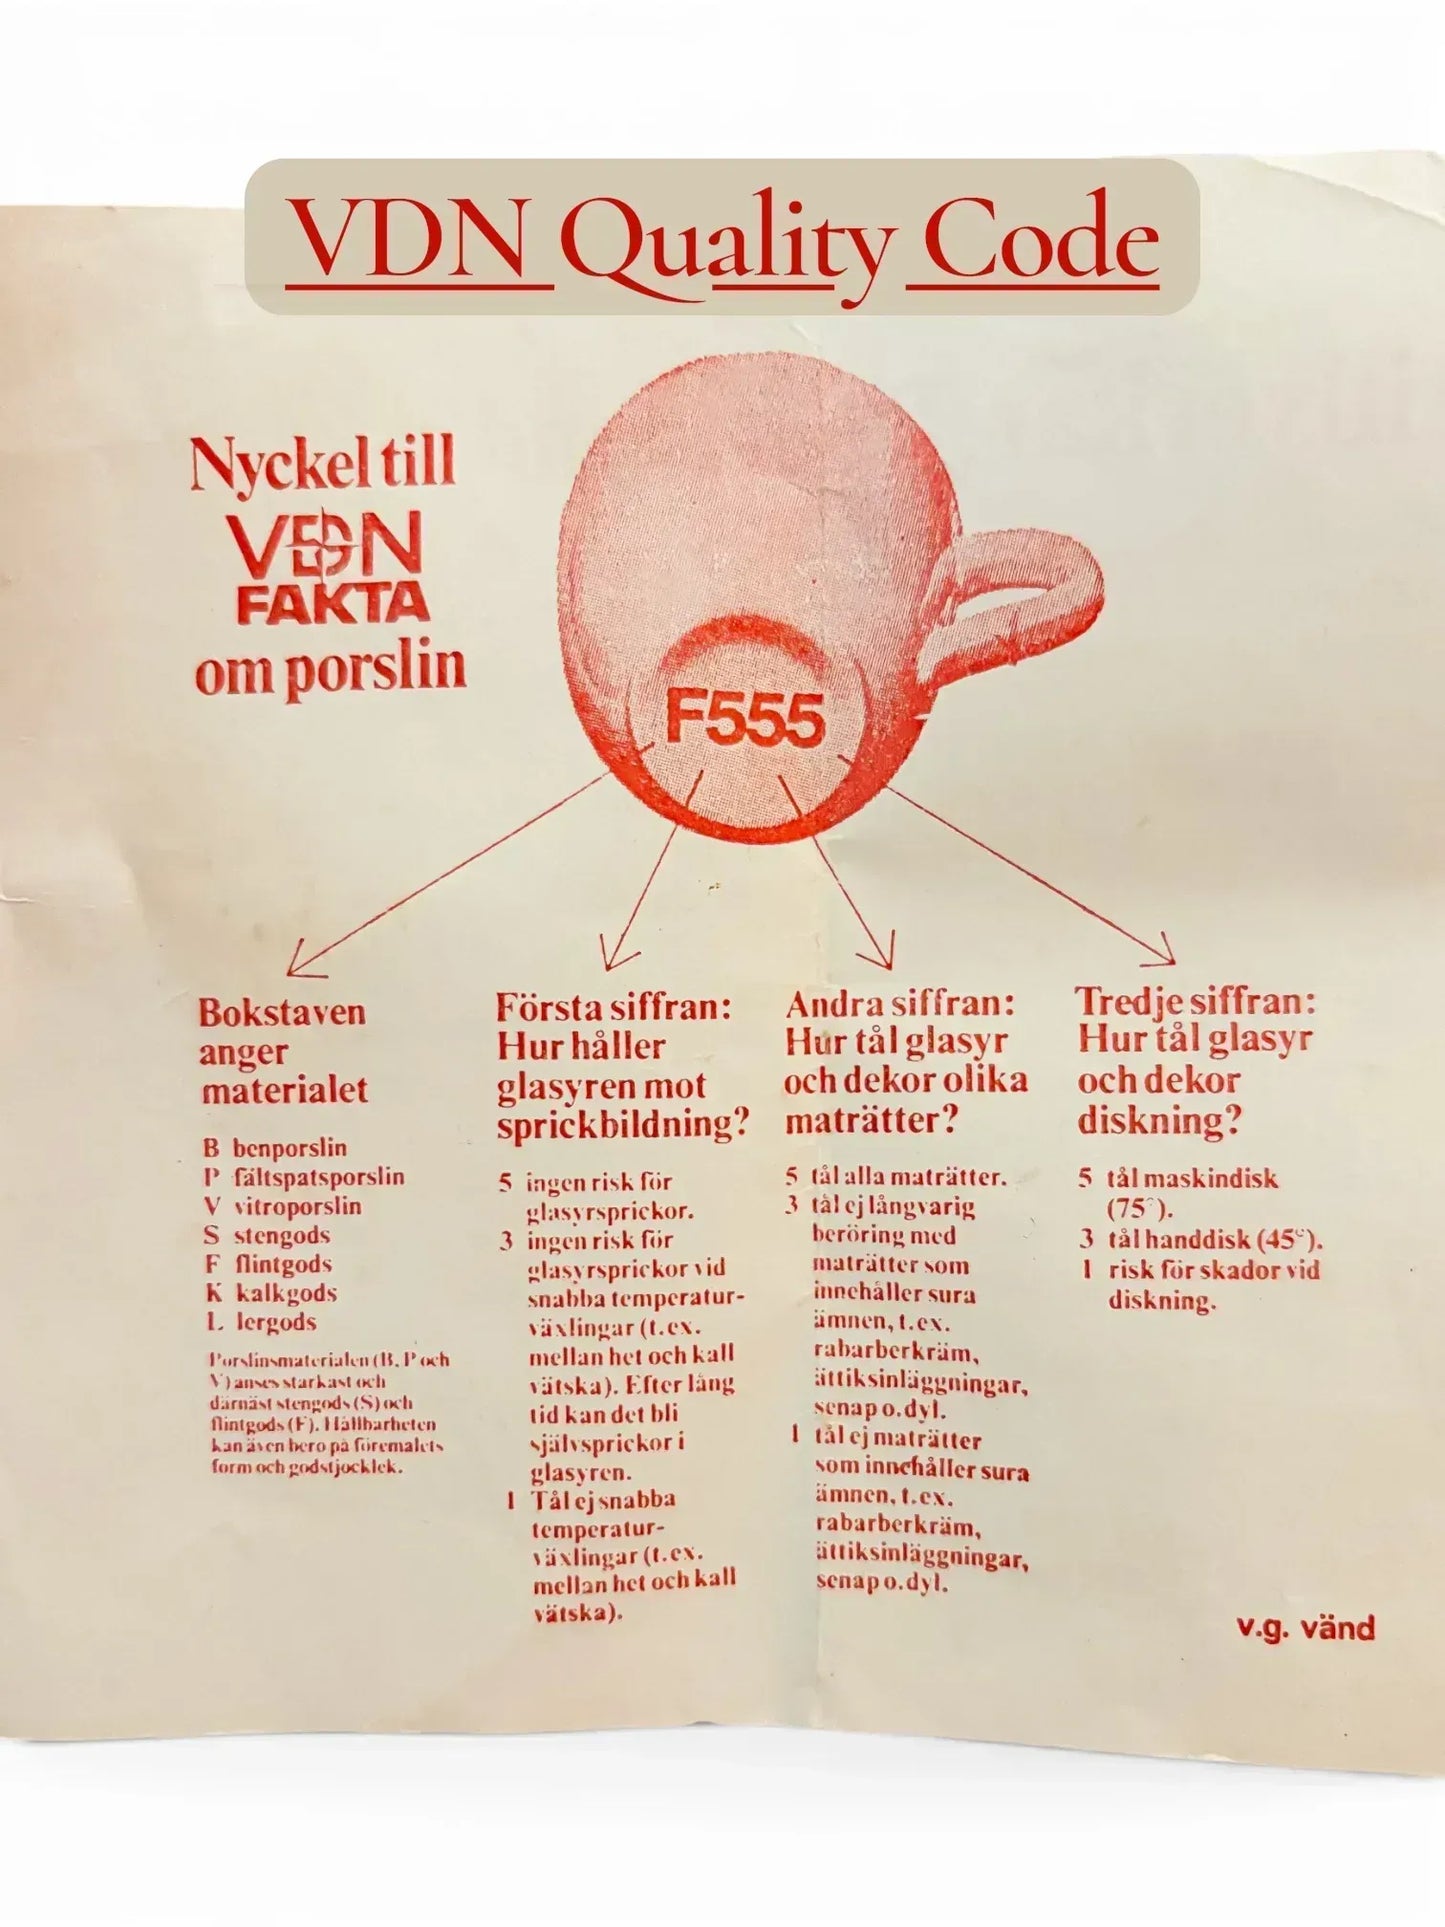 VDN Quality Code
Nyckel till
VDN
FAKTA
om porslin
F555
Bokstaven
anger
materialet
B benporslin
P fältspatsporslin
V vitroporslin
S stengods
F flintgods
K kalkgods
L lergods
Porslinsmaterialen (B, P och
V) anses starkast och
därnäst stengods (S) och
flintgods (F). Hållbarheten
kan även bero på föremålets
form och godstjocklek.
Första siffran:
Hur håller
glasyren mot
sprickbildning?
5 ingen risk för
glasyrsprickor.
3 ingen risk för
glasyrsprickor vid
snabba temperatur-
växlingar (t.ex.
mellan het och kall
vätska). Efter lång
tid kan det bli
självsprickor i
glasyren.
1 Tål ej snabba
temperatur-
växlingar (t.ex.
mellan het och kall
vätska).
Andra siffran:
Hur tål glasyr
och dekor olika
maträtter?
5 tål alla maträtter.
3 tål ej långvarig
beröring med
maträtter som
innehåller sura
ämnen, t.ex.
rabarberkräm,
ättiksinläggningar,
senap o.dyl.
1 tål ej maträtter
som innehåller sura
ämnen, t.ex.
rabarberkräm,
ättiksinläggningar,
senap o.dyl.
Tredje siffran:
Hur tål glasyr
och dekor
diskning?
5 tål maskindisk
(75°).
3 tål handdisk (45°).
1 risk för skador vid
diskning.
v.g. vänd